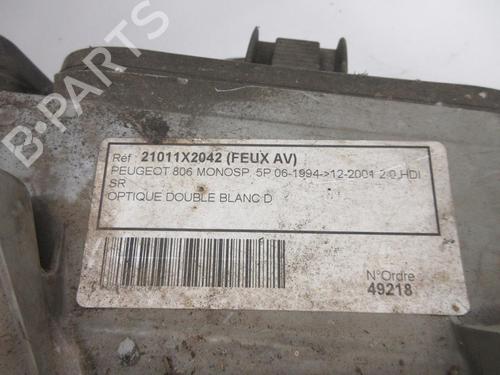 B-PARTS
Réf 21011X2042 (FEUX AV)
PEUGEOT 806 MONOSP. 5P 06-1994->12-2001 2.0 HDI
SR
OPTIQUE DOUBLE BLANC D
N°Ordre
49218